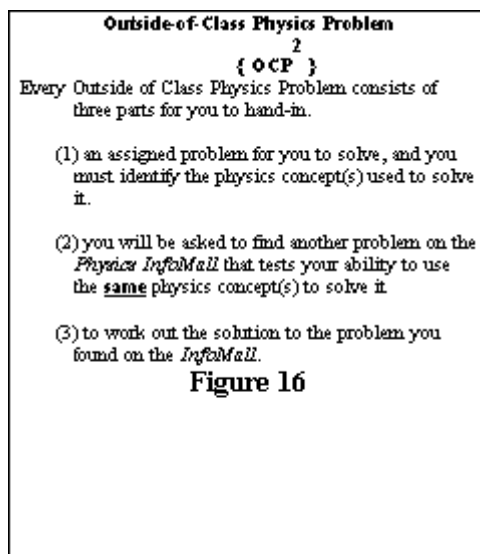 Outside-of-Class Physics Problem
2
{ OCP }
Every Outside of Class Physics Problem consists of
three parts for you to hand-in.
(1) an assigned problem for you to solve, and you
must identify the physics concept(s) used to solve
it.
(2) you will be asked to find another problem on the
Physics InfoMall that tests your ability to use
the same physics concept(s) to solve it
(3) to work out the solution to the problem you
found on the InfoMall.
Figure 16